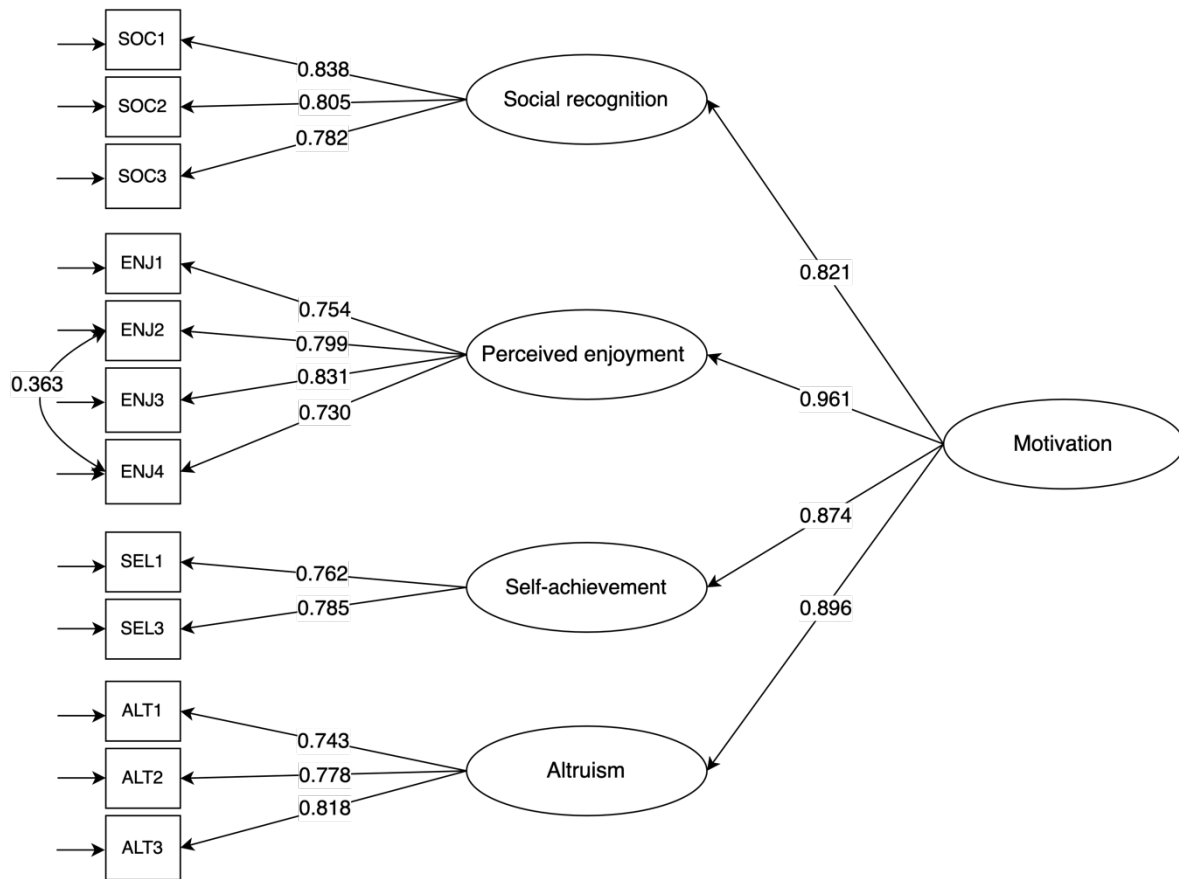 SOC1
0.838
SOC2
0.805
SOC3
0.782
Social recognition
ENJ1
0.754
ENJ2
0.799
0.363
ENJ3
0.831
ENJ4
0.730
Perceived enjoyment
SEL1
0.762
SEL3
0.785
Self-achievement
ALT1
0.743
ALT2
0.778
ALT3
0.818
Altruism
0.821
0.961
0.874
0.896
Motivation